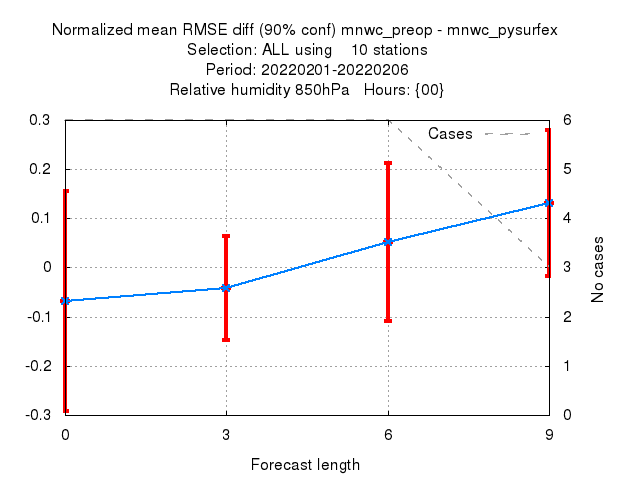 Normalized mean RMSE diff (90% conf) mnwc_preop - mnwc_pysurfex
Selection: ALL using    10 stations
Period: 20220201-20220206
Relative humidity 850hPa   Hours: {00}
Cases
0.3
0.2
0.1
0
-0.1
-0.2
-0.3
6
5
4
3
2
1
0
No cases
0 3 6 9
Forecast length